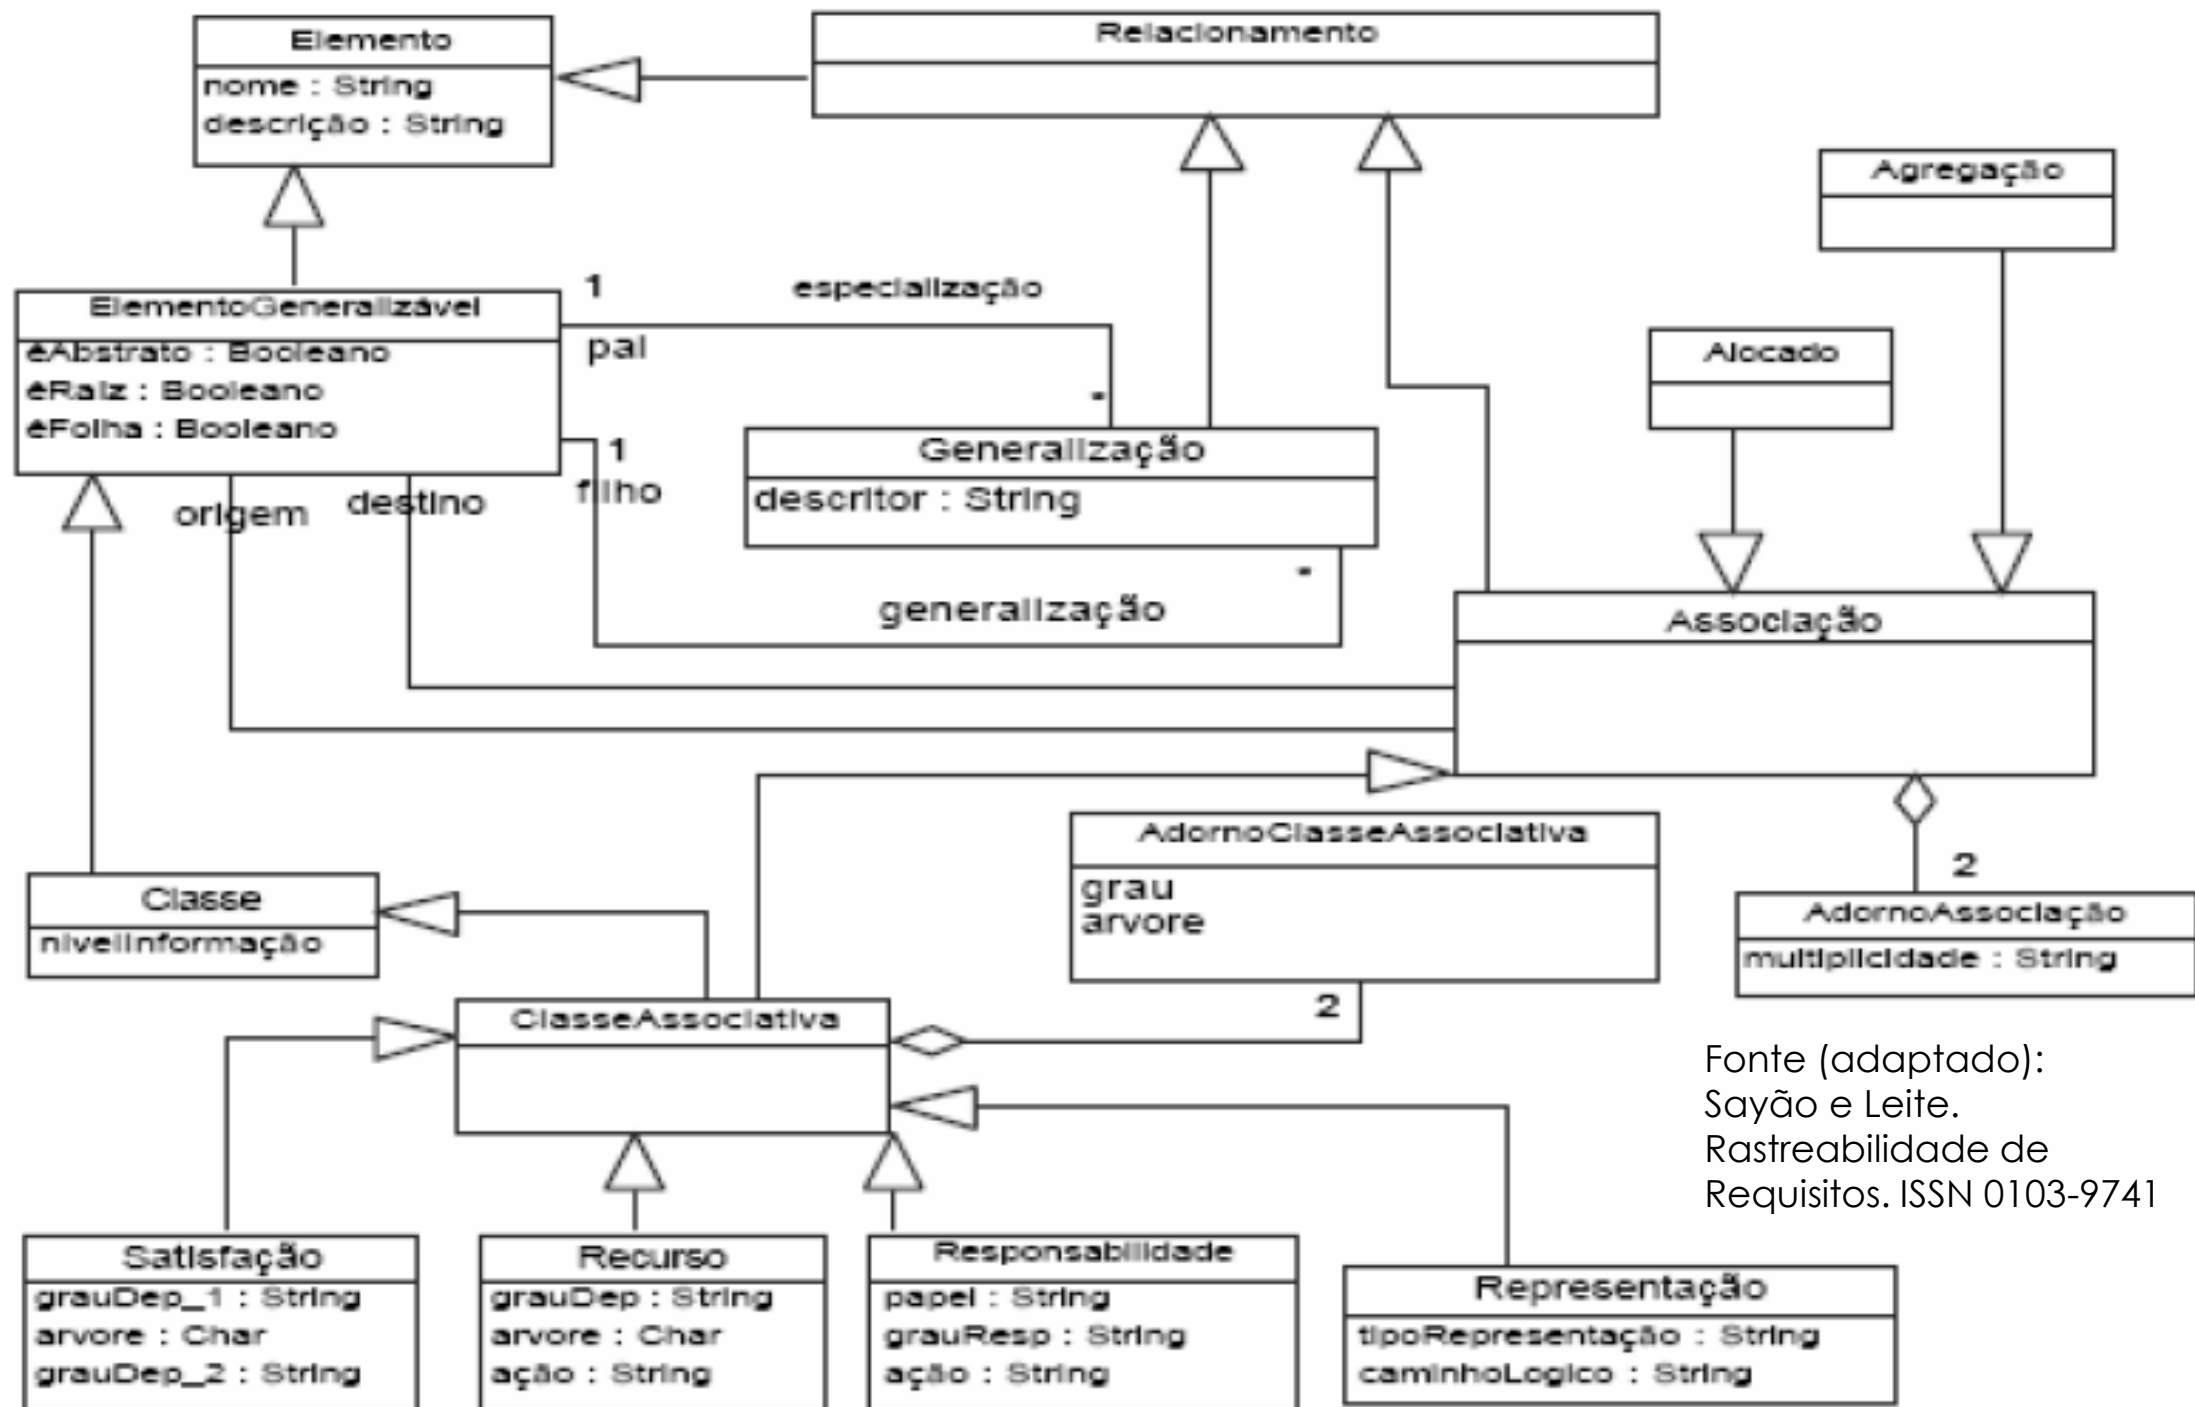 Elemento
nome : String
descrição : String
Relacionamento
Agregação
Alocado
ElementoGeneralizável
éAbstrato : Booleano
éRaiz : Booleano
éFolha : Booleano
1
especialização
pai
*
1
filho
Generalização
descritor : String
*
generalização
origem
destino
Associação
2
AdornoAssociação
multiplicidade : String
AdornoClasseAssociativa
grau
arvore
2
Classe
nivelInformação
ClasseAssociativa
Satisfação
grauDep_1 : String
arvore : Char
grauDep_2 : String
Recurso
grauDep : String
arvore : Char
ação : String
Responsabilidade
papel : String
grauResp : String
ação : String
Representação
tipoRepresentação : String
caminhoLogico : String
Fonte (adaptado):
Sayão e Leite.
Rastreabilidade de
Requisitos. ISSN 0103-9741